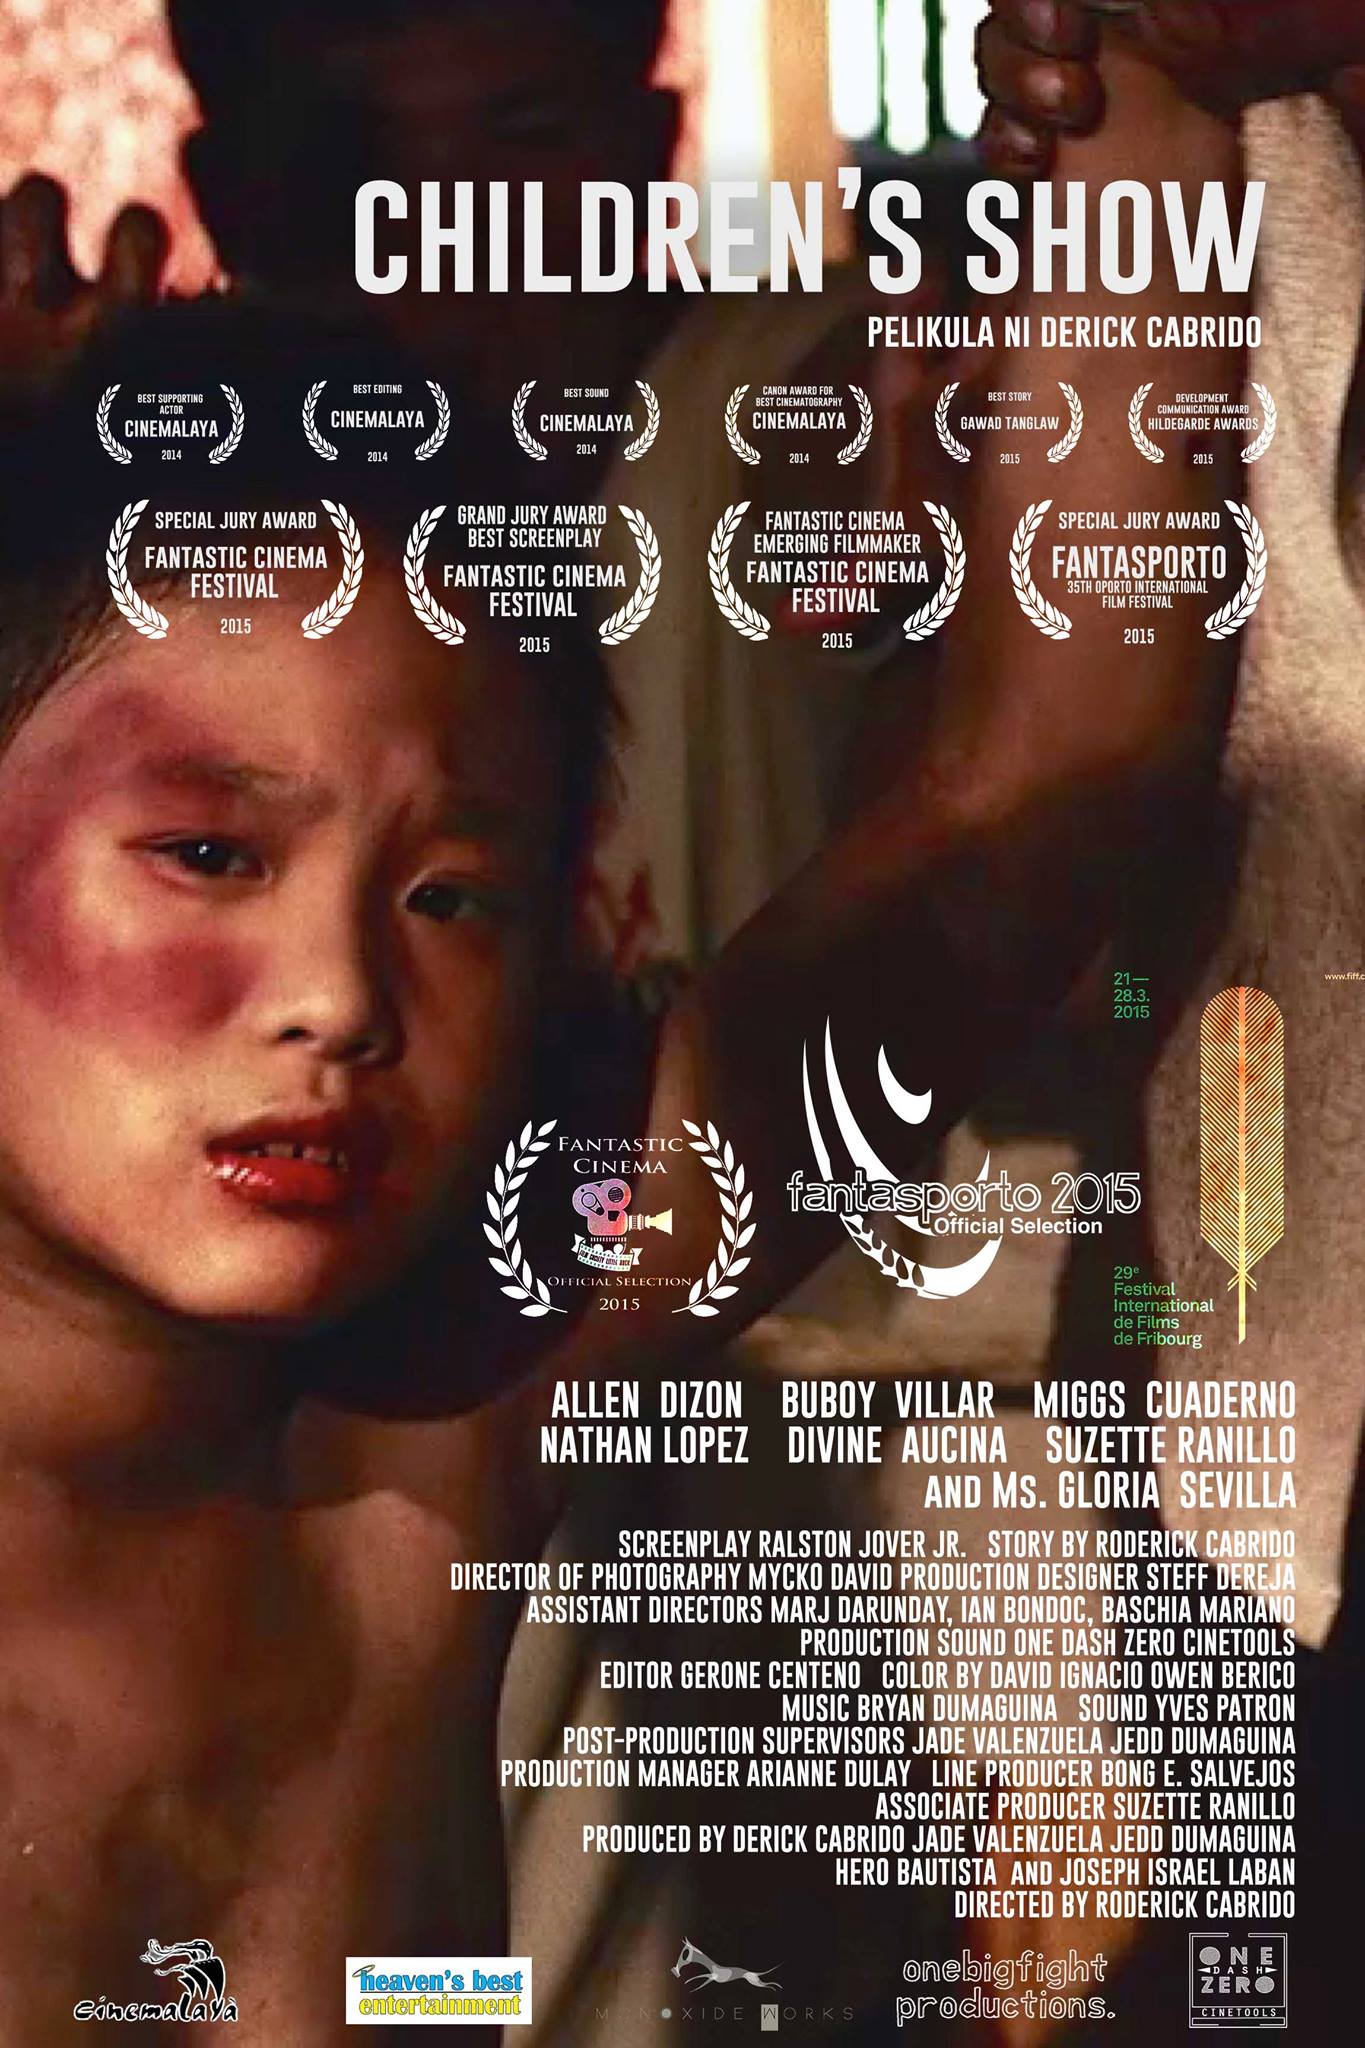 CHILDREN'S SHOW
PELIKULA NI DERICK CABRIDO
BEST SUPPORTING
ACTOR
CINEMALAYA
2014
BEST EDITING
CINEMALAYA
2014
BEST SOUND
CINEMALAYA
2014
CANON AWARD FOR
BEST CINEMATOGRAPHY
CINEMALAYA
2014
BEST STORY
GAWAD TANGLAW
2015
DEVELOPMENT
COMMUNICATION AWARD
HILDEGARDE AWARDS
2015
SPECIAL JURY AWARD
FANTASTIC CINEMA
FESTIVAL
2015
GRAND JURY AWARD
BEST SCREENPLAY
FANTASTIC CINEMA
FESTIVAL
2015
FANTASTIC CINEMA
EMERGING FILMMAKER
FANTASTIC CINEMA
FESTIVAL
2015
SPECIAL JURY AWARD
FANTASPORTO
35TH OPORTO INTERNATIONAL
FILM FESTIVAL
2015
www.fiff.c
21—
28.3.
2015
FANTASTIC
CINEMA
FILM SOCIETY LITTLE ROCK
OFFICIAL SELECTION
2015
fantasporto 2015
Official Selection
29e
Festival
International
de Films
de Fribourg
ALLEN DIZON BUBOY VILLAR MIGGS CUADERNO
NATHAN LOPEZ DIVINE AUCINA SUZETTE RANILLO
AND Ms. GLORIA SEVILLA
SCREENPLAY RALSTON JOVER JR. STORY BY RODERICK CABRIDO
DIRECTOR OF PHOTOGRAPHY MYCKO DAVID PRODUCTION DESIGNER STEFF DEREJA
ASSISTANT DIRECTORS MARJ DARUNDAY, IAN BONDOC, BASCHIA MARIANO
PRODUCTION SOUND ONE DASH ZERO CINETOOLS
EDITOR GERONE CENTENO COLOR BY DAVID IGNACIO OWEN BERICO
MUSIC BRYAN DUMAGUINA SOUND YVES PATRON
POST-PRODUCTION SUPERVISORS JADE VALENZUELA JEDD DUMAGUINA
PRODUCTION MANAGER ARIANNE DULAY LINE PRODUCER BONG E. SALVEJOS
ASSOCIATE PRODUCER SUZETTE RANILLO
PRODUCED BY DERICK CABRIDO JADE VALENZUELA JEDD DUMAGUINA
HERO BAUTISTA AND JOSEPH ISRAEL LABAN
DIRECTED BY RODERICK CABRIDO
cinemalaya
heaven's best
entertainment
MONOXIDE WORKS
onebigfight
productions.
ONE
DASH
ZERO
CINETOOLS